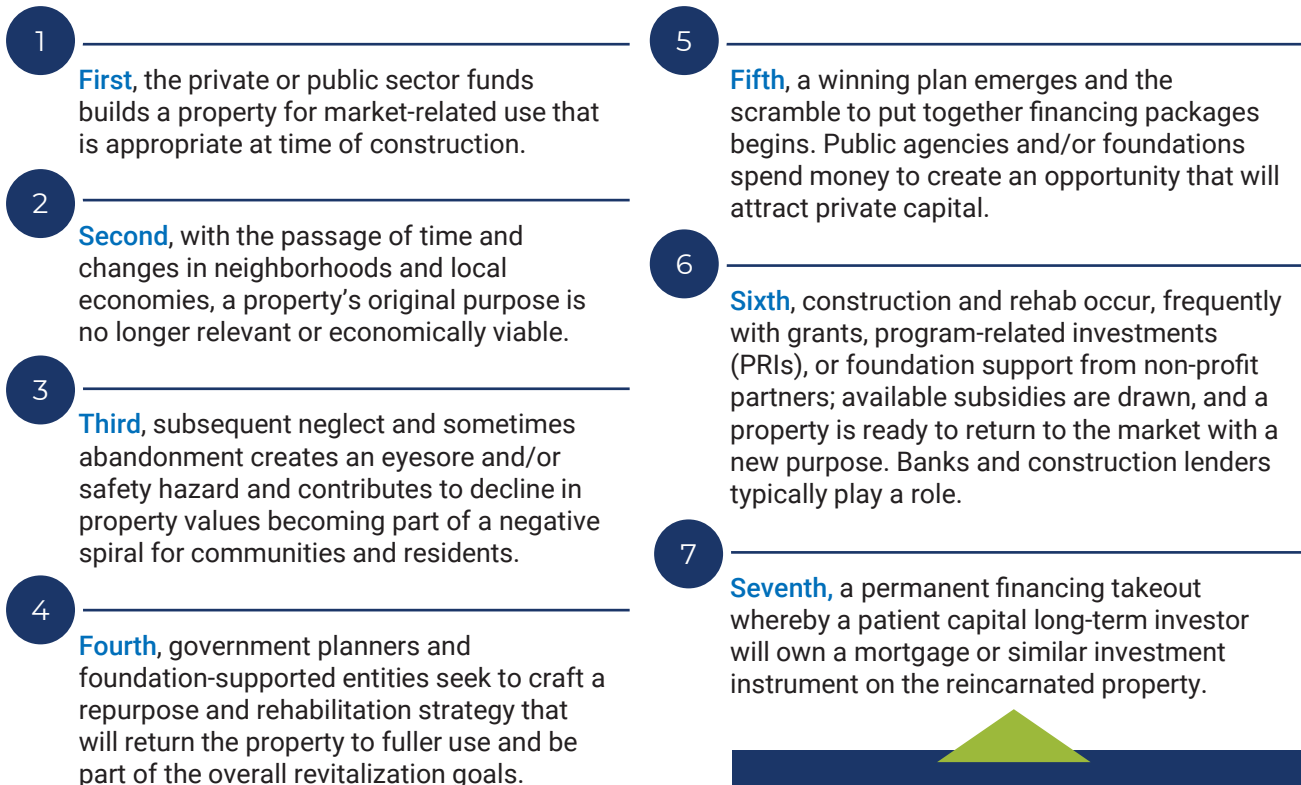 1
First, the private or public sector funds
builds a property for market-related use that
is appropriate at time of construction.
2
Second, with the passage of time and
changes in neighborhoods and local
economies, a property’s original purpose is
no longer relevant or economically viable.
3
Third, subsequent neglect and sometimes
abandonment creates an eyesore and/or
safety hazard and contributes to decline in
property values becoming part of a negative
spiral for communities and residents.
4
Fourth, government planners and
foundation-supported entities seek to craft a
repurpose and rehabilitation strategy that
will return the property to fuller use and be
part of the overall revitalization goals.
5
Fifth, a winning plan emerges and the
scramble to put together financing packages
begins. Public agencies and/or foundations
spend money to create an opportunity that will
attract private capital.
6
Sixth, construction and rehab occur, frequently
with grants, program-related investments
(PRIs), or foundation support from non-profit
partners; available subsidies are drawn, and a
property is ready to return to the market with a
new purpose. Banks and construction lenders
typically play a role.
7
Seventh, a permanent financing takeout
whereby a patient capital long-term investor
will own a mortgage or similar investment
instrument on the reincarnated property.